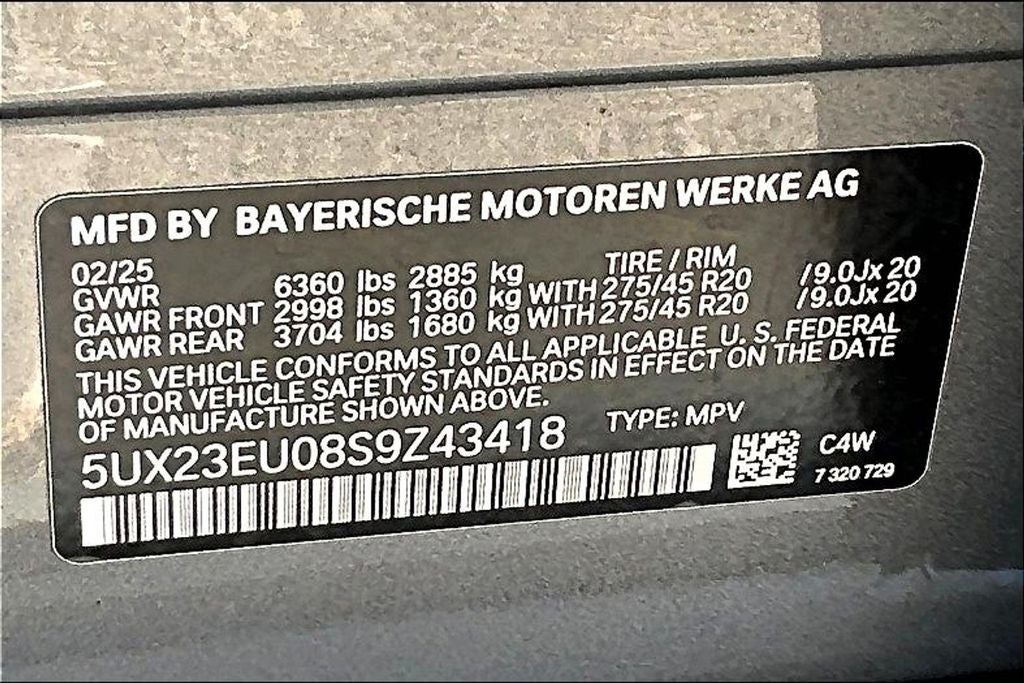 MFD BY BAYERISCHE MOTOREN WERKE AG
02/25 TIRE / RIM
GVWR 6360 lbs 2885 kg
GAWR FRONT 2998 lbs 1360 kg WITH 275/45 R20 /9.0Jx 20
GAWR REAR 3704 lbs 1680 kg WITH 275/45 R20 /9.0Jx 20
THIS VEHICLE CONFORMS TO ALL APPLICABLE U. S. FEDERAL
MOTOR VEHICLE SAFETY STANDARDS IN EFFECT ON THE DATE
OF MANUFACTURE SHOWN ABOVE.
5UX23EU08S9Z43418 TYPE: MPV
C4W
7 320 729